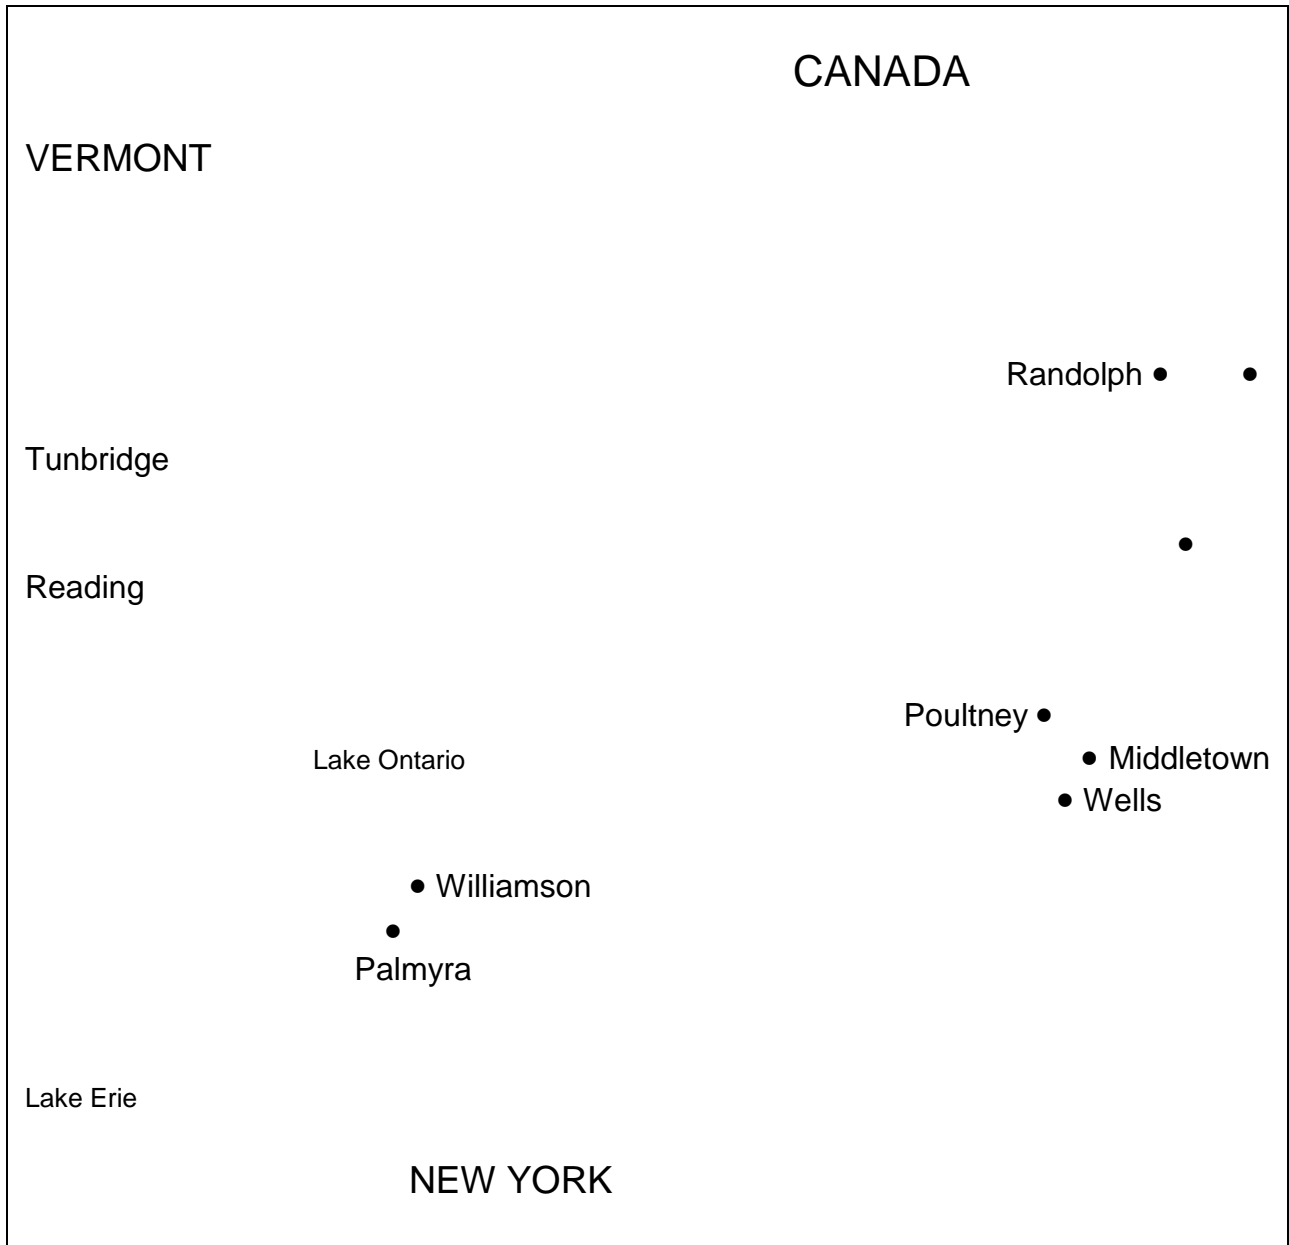 CANADA
VERMONT
Randolph
Tunbridge
Reading
Poultney
Lake Ontario
Middletown
Wells
Williamson
Palmyra
Lake Erie
NEW YORK